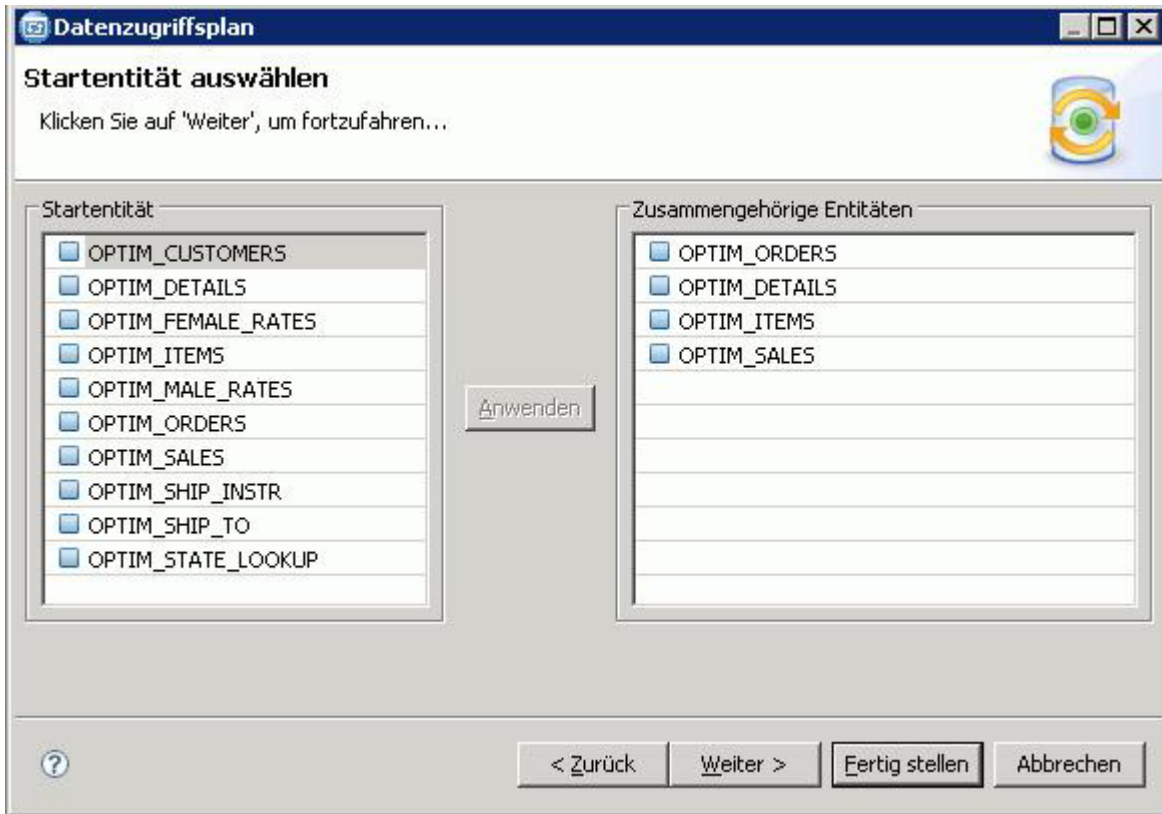 Datenzugriffsplan
Startentität auswählen
Klicken Sie auf 'Weiter', um fortzufahren...
Startentität
OPTIM_CUSTOMERS
OPTIM_DETAILS
OPTIM_FEMALE_RATES
OPTIM_ITEMS
OPTIM_MALE_RATES
OPTIM_ORDERS
OPTIM_SALES
OPTIM_SHIP_INSTR
OPTIM_SHIP_TO
OPTIM_STATE_LOOKUP
Anwenden
Zusammengehörige Entitäten
OPTIM_ORDERS
OPTIM_DETAILS
OPTIM_ITEMS
OPTIM_SALES
?
< Zurück
Weiter >
Fertig stellen
Abbrechen